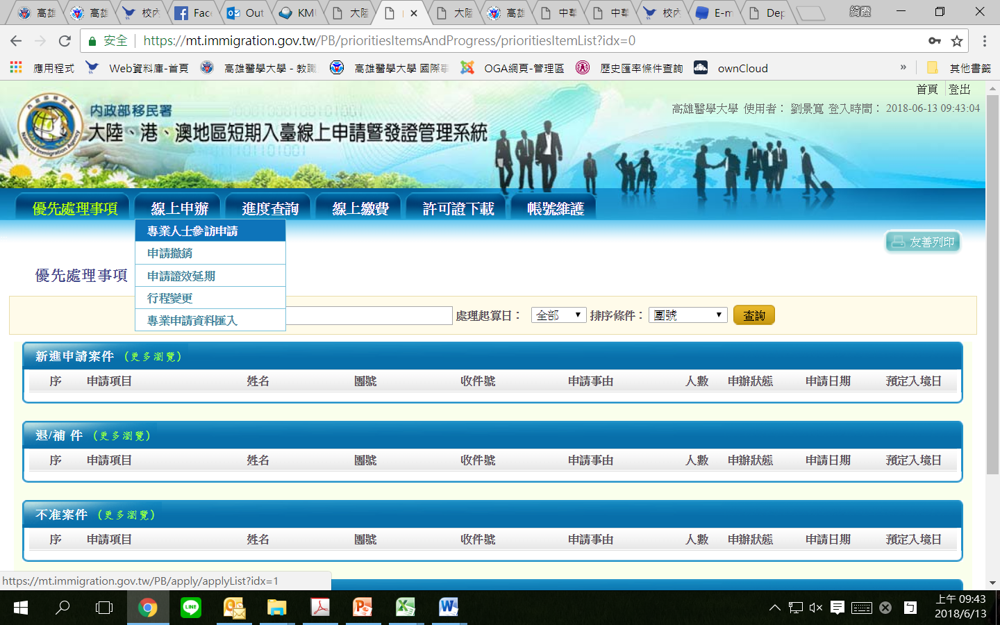 高雄 高雄 校內 Fac Out KM 大陸 大陸 高雄 中華 中華 校內 E-m Dep 綺霞
安全 https://mt.immigration.gov.tw/PB/prioritiesItemsAndProgress/prioritiesItemList?idx=0
應用程式 Web資料庫-首頁 高雄醫學大學 - 教職 高雄醫學大學 國際事 OGA網頁-管理區 歷史匯率條件查詢 ownCloud » 其他書籤
首頁 登出
內政部移民署
高雄醫學大學 使用者： 劉景寬 登入時間： 2018-06-13 09:43:04
大陸、港、澳地區短期入臺線上申請暨發證管理系統
National Immigration Agency
優先處理事項 線上申辦 進度查詢 線上繳費 許可證下載 帳號維護
專業人士參訪申請
友善列印
申請撤銷
優先處理事項
申請證效延期
行程變更
處理起算日： 全部 排序條件： 團號 查詢
專業申請資料匯入
新進申請案件 (更多瀏覽)
序 申請項目 姓名 團號 收件號 申請事由 人數 申辦狀態 申請日期 預定入境日
退/補 件 (更多瀏覽)
序 申請項目 姓名 團號 收件號 申請事由 人數 申辦狀態 申請日期 預定入境日
不准案件 (更多瀏覽)
序 申請項目 姓名 團號 收件號 申請事由 人數 申辦狀態 申請日期 預定入境日
https://mt.immigration.gov.tw/PB/apply/applyList?idx=1
上午 09:43
2018/6/13